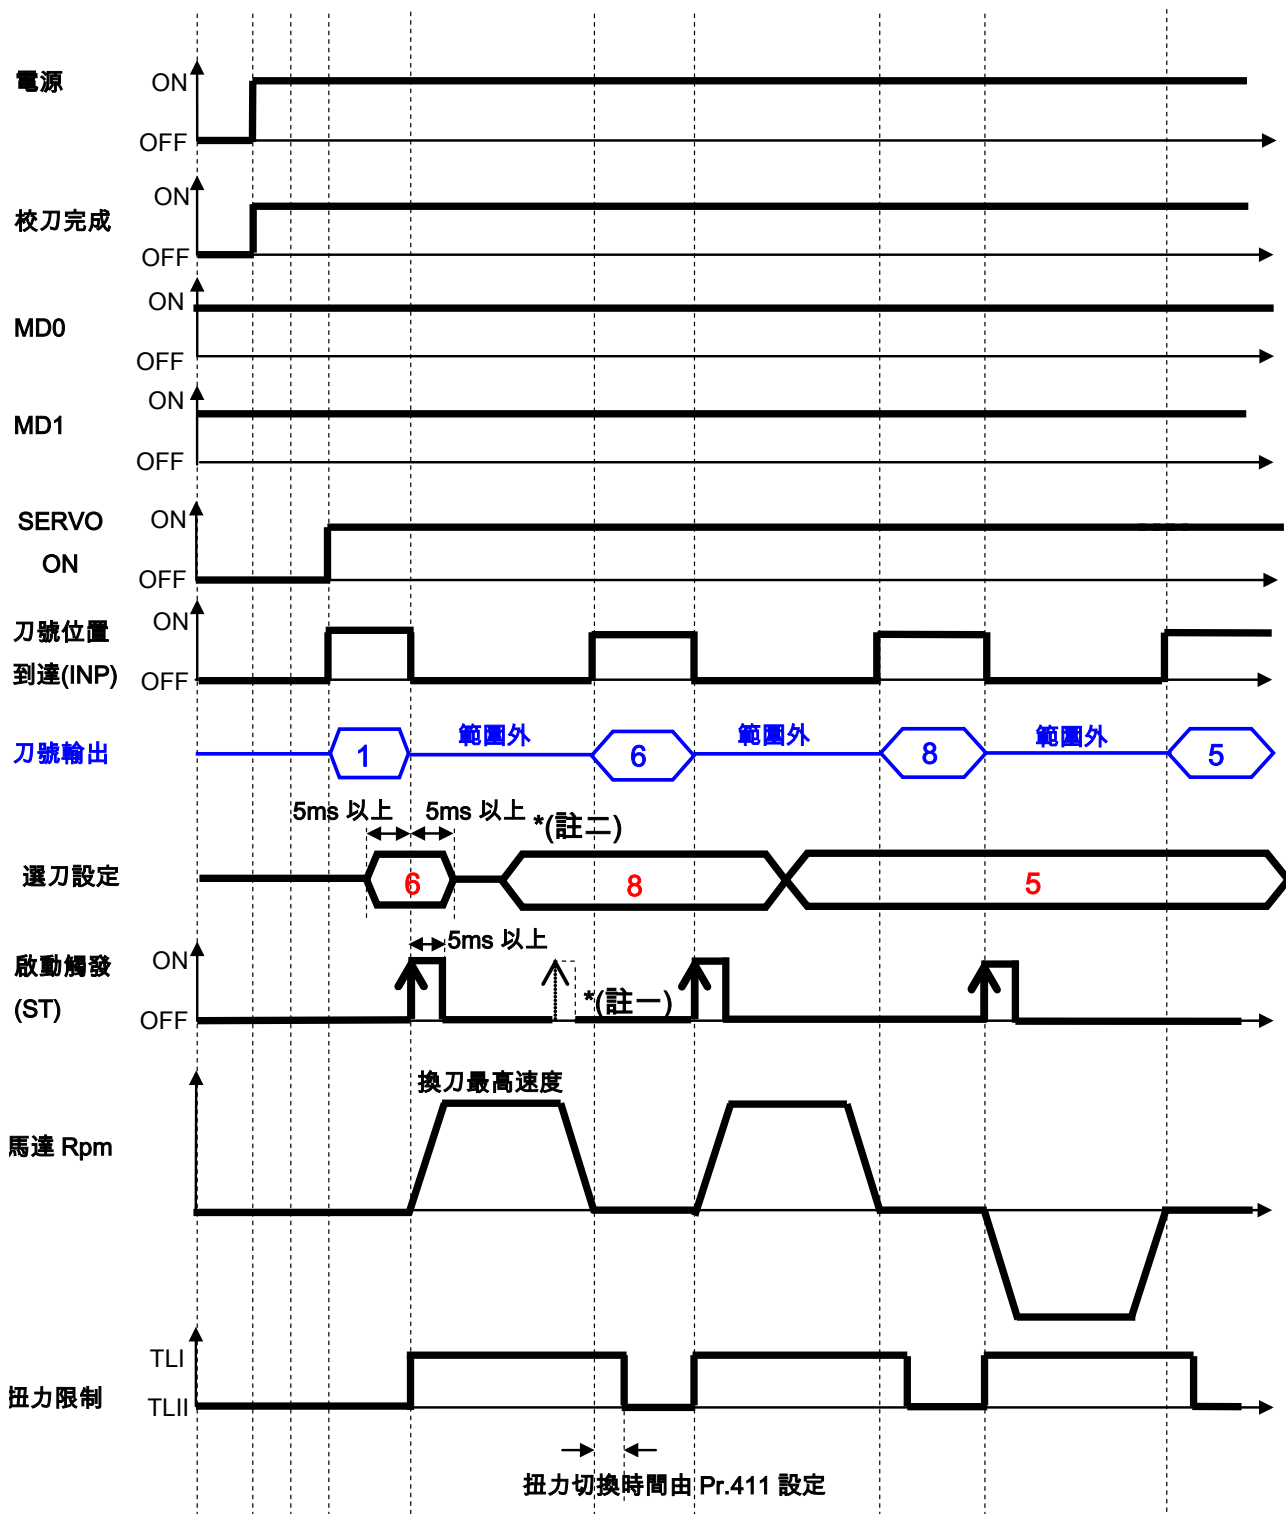 電源
ON
OFF
校刀完成
ON
OFF
MD0
ON
OFF
MD1
ON
OFF
SERVO
ON
ON
OFF
刀號位置
到達(INP)
ON
OFF
刀號輸出
1
範圍外
6
範圍外
8
範圍外
5
5ms 以上
5ms 以上
*(註二)
選刀設定
6
8
5
啟動觸發
(ST)
ON
OFF
5ms 以上
*(註一)
換刀最高速度
馬達 Rpm
扭力限制
TLI
TLII
扭力切換時間由 Pr.411 設定